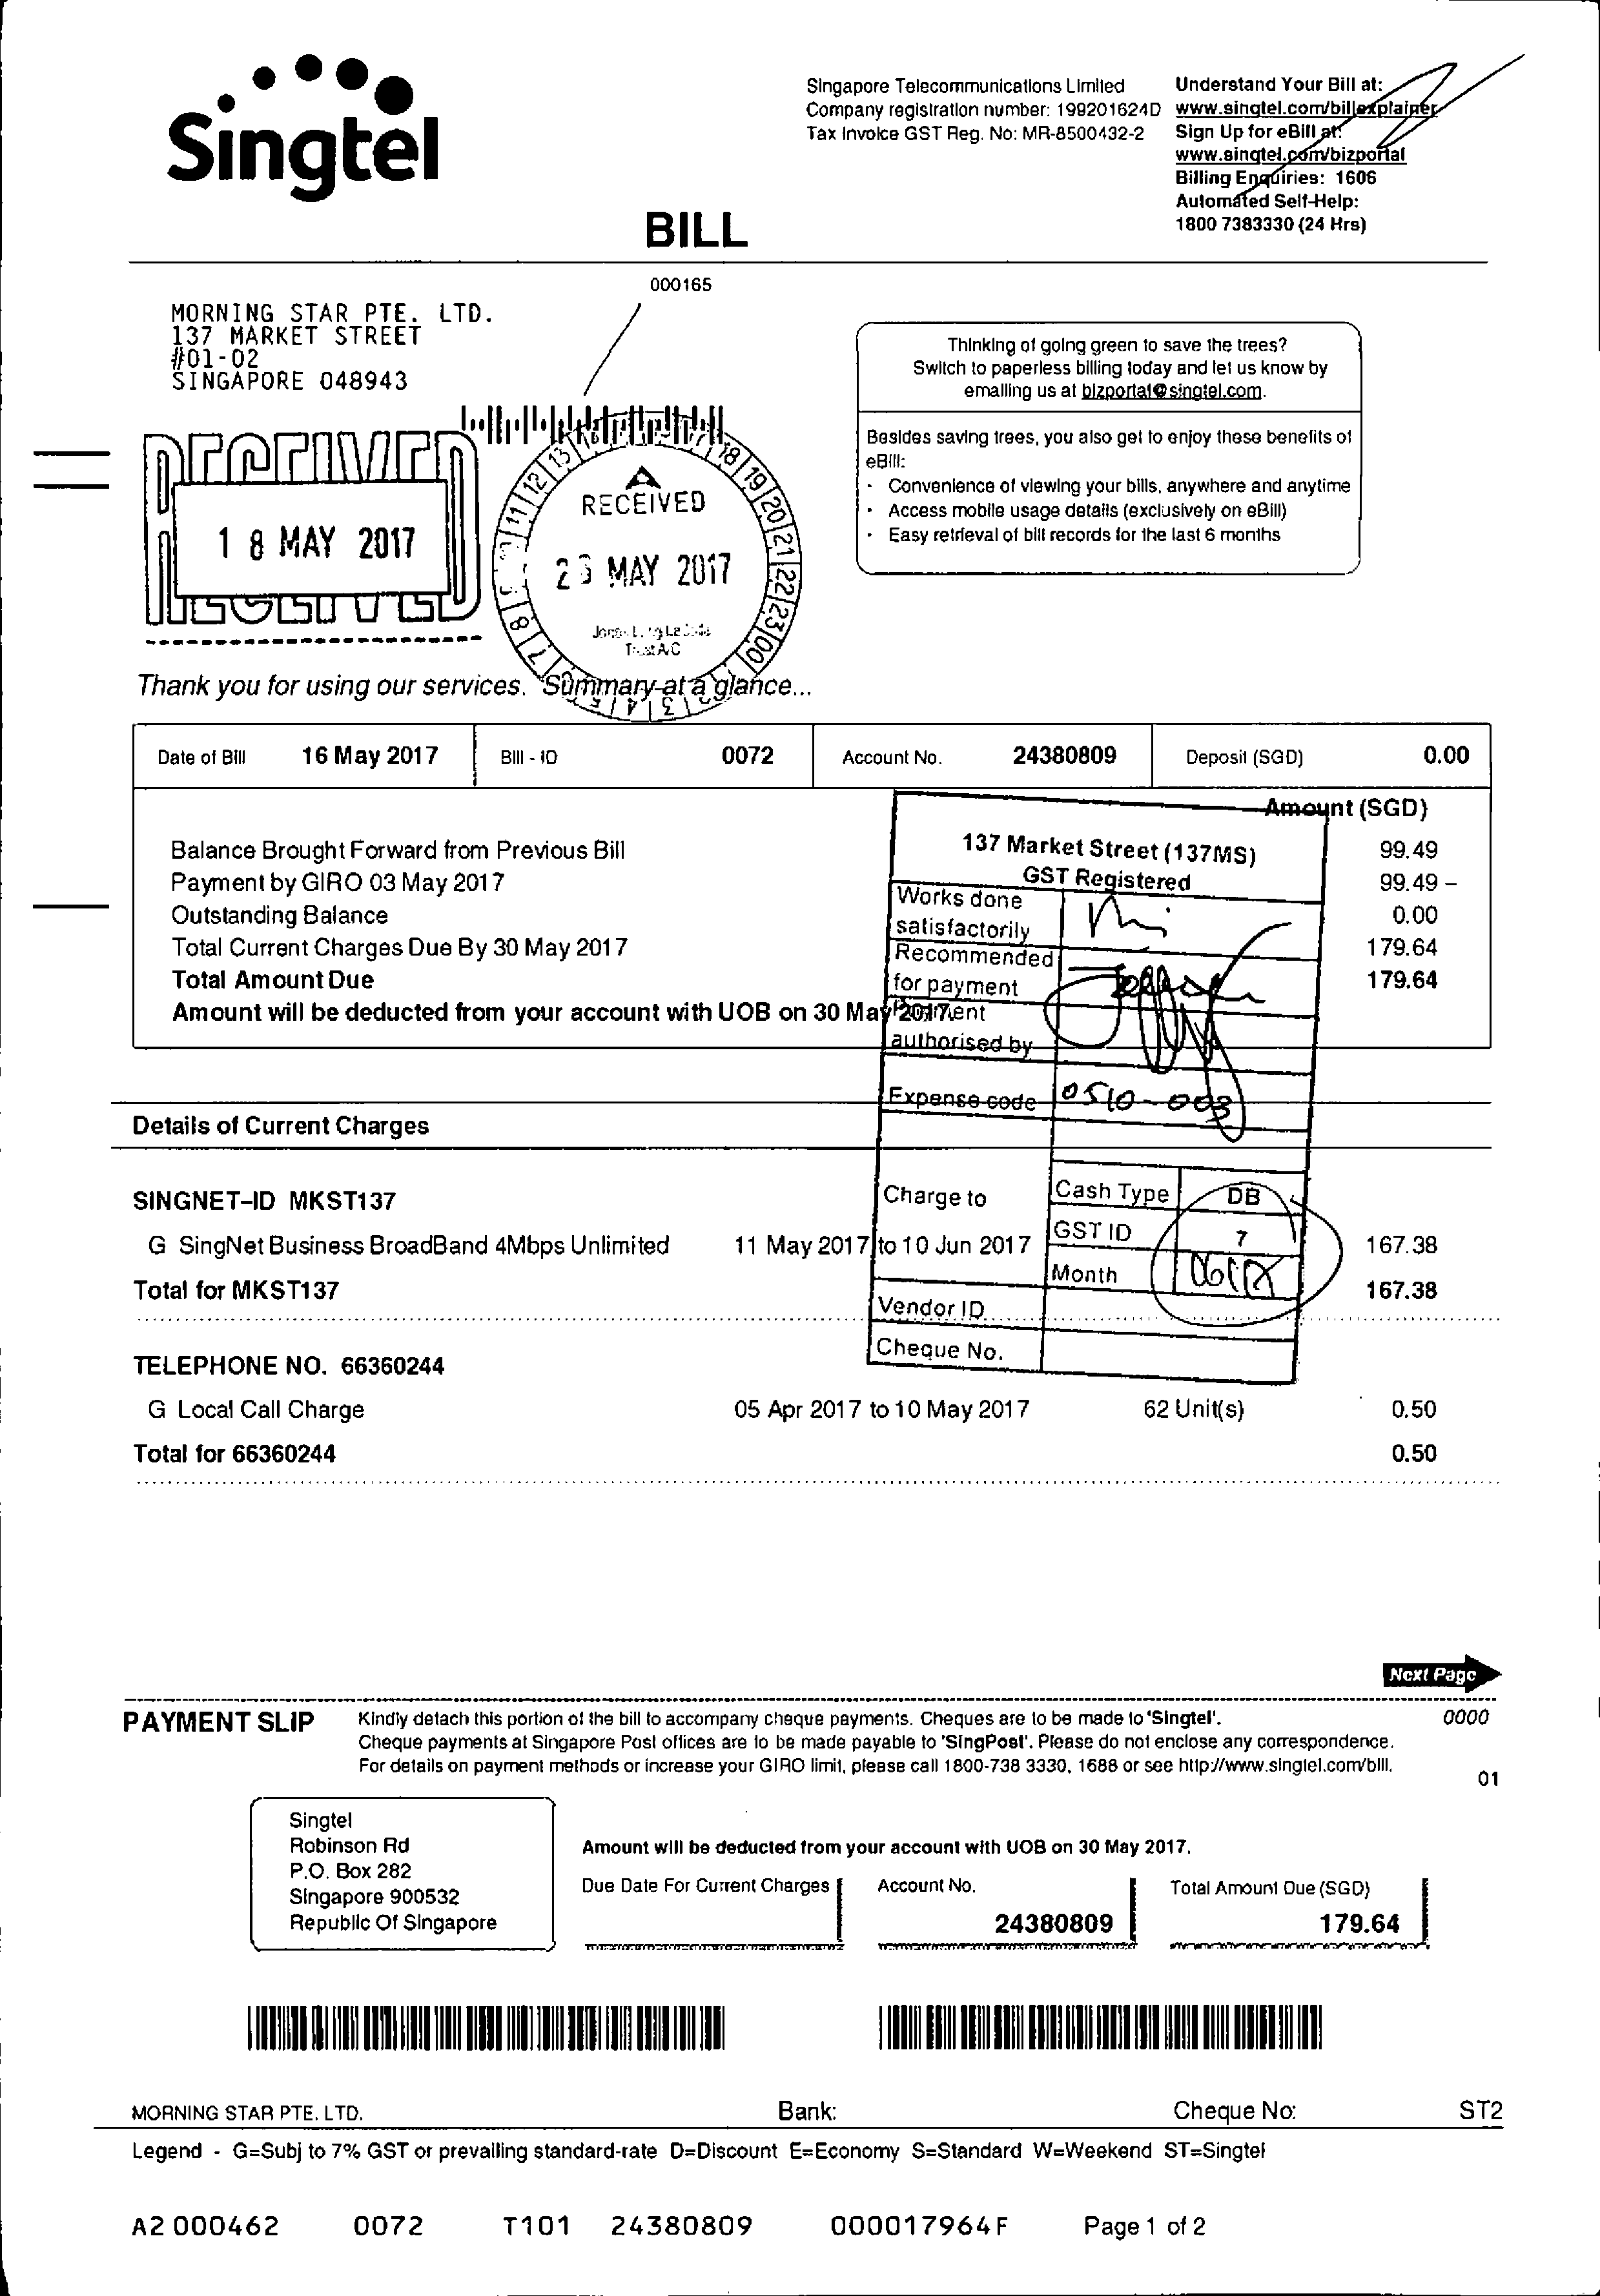 Singtel
Singapore Telecommunications Limited
Company registration number: 199201624D
Tax Invoice GST Reg. No: MR-8500432-2
Understand Your Bill at:
www.singtel.com/billexplainer
Sign Up for eBill at:
www.singtel.com/bizportal
Billing Enquiries: 1606
Automated Self-Help:
1800 7383330 (24 Hrs)
BILL
000165
MORNING STAR PTE. LTD.
137 MARKET STREET
#01-02
SINGAPORE 048943
Thinking of going green to save the trees?
Switch to paperless billing today and let us know by
emailing us at bizportal@singtel.com.
Besides saving trees, you also get to enjoy these benefits of
eBill:
· Convenience of viewing your bills, anywhere and anytime
· Access mobile usage details (exclusively on eBill)
· Easy retrieval of bill records for the last 6 months
RECEIVED
18 MAY 2017
RECEIVED
RECEIVED
MAY 2017
Trust A/C
Thank you for using our services. Summary at a glance...
Date of Bill 16 May 2017 Bill - ID 0072 Account No. 24380809 Deposit (SGD) 0.00
Amount (SGD)
Balance Brought Forward from Previous Bill 99.49
Payment by GIRO 03 May 2017 99.49 –
Outstanding Balance 0.00
Total Current Charges Due By 30 May 2017 179.64
Total Amount Due 179.64
Amount will be deducted from your account with UOB on 30 May 2017.
137 Market Street (137MS)
GST Registered
Works done
satisfactorily
Recommended
for payment
Payment
authorised by
Expense code 0510-003
Charge to
Cash Type DB
GST ID 7
Month
Vendor ID
Cheque No.
Details of Current Charges
SINGNET-ID MKST137
G SingNet Business BroadBand 4Mbps Unlimited 11 May 2017 to 10 Jun 2017 167.38
Total for MKST137 167.38
TELEPHONE NO. 66360244
G Local Call Charge 05 Apr 2017 to 10 May 2017 62 Unit(s) 0.50
Total for 66360244 0.50
Next Page
PAYMENT SLIP
Kindly detach this portion of the bill to accompany cheque payments. Cheques are to be made to 'Singtel'.
Cheque payments at Singapore Post offices are to be made payable to 'SingPost'. Please do not enclose any correspondence.
For details on payment methods or increase your GIRO limit, please call 1800-738 3330, 1688 or see http://www.singtel.com/bill.
0000
01
Singtel
Robinson Rd
P.O. Box 282
Singapore 900532
Republic Of Singapore
Amount will be deducted from your account with UOB on 30 May 2017.
Due Date For Current Charges
Account No.
24380809
Total Amount Due (SGD)
179.64
MORNING STAR PTE. LTD. Bank: Cheque No: ST2
Legend - G=Subj to 7% GST or prevailing standard-rate D=Discount E=Economy S=Standard W=Weekend ST=Singtel
A2 000462 0072 T101 24380809 000017964F Page 1 of 2